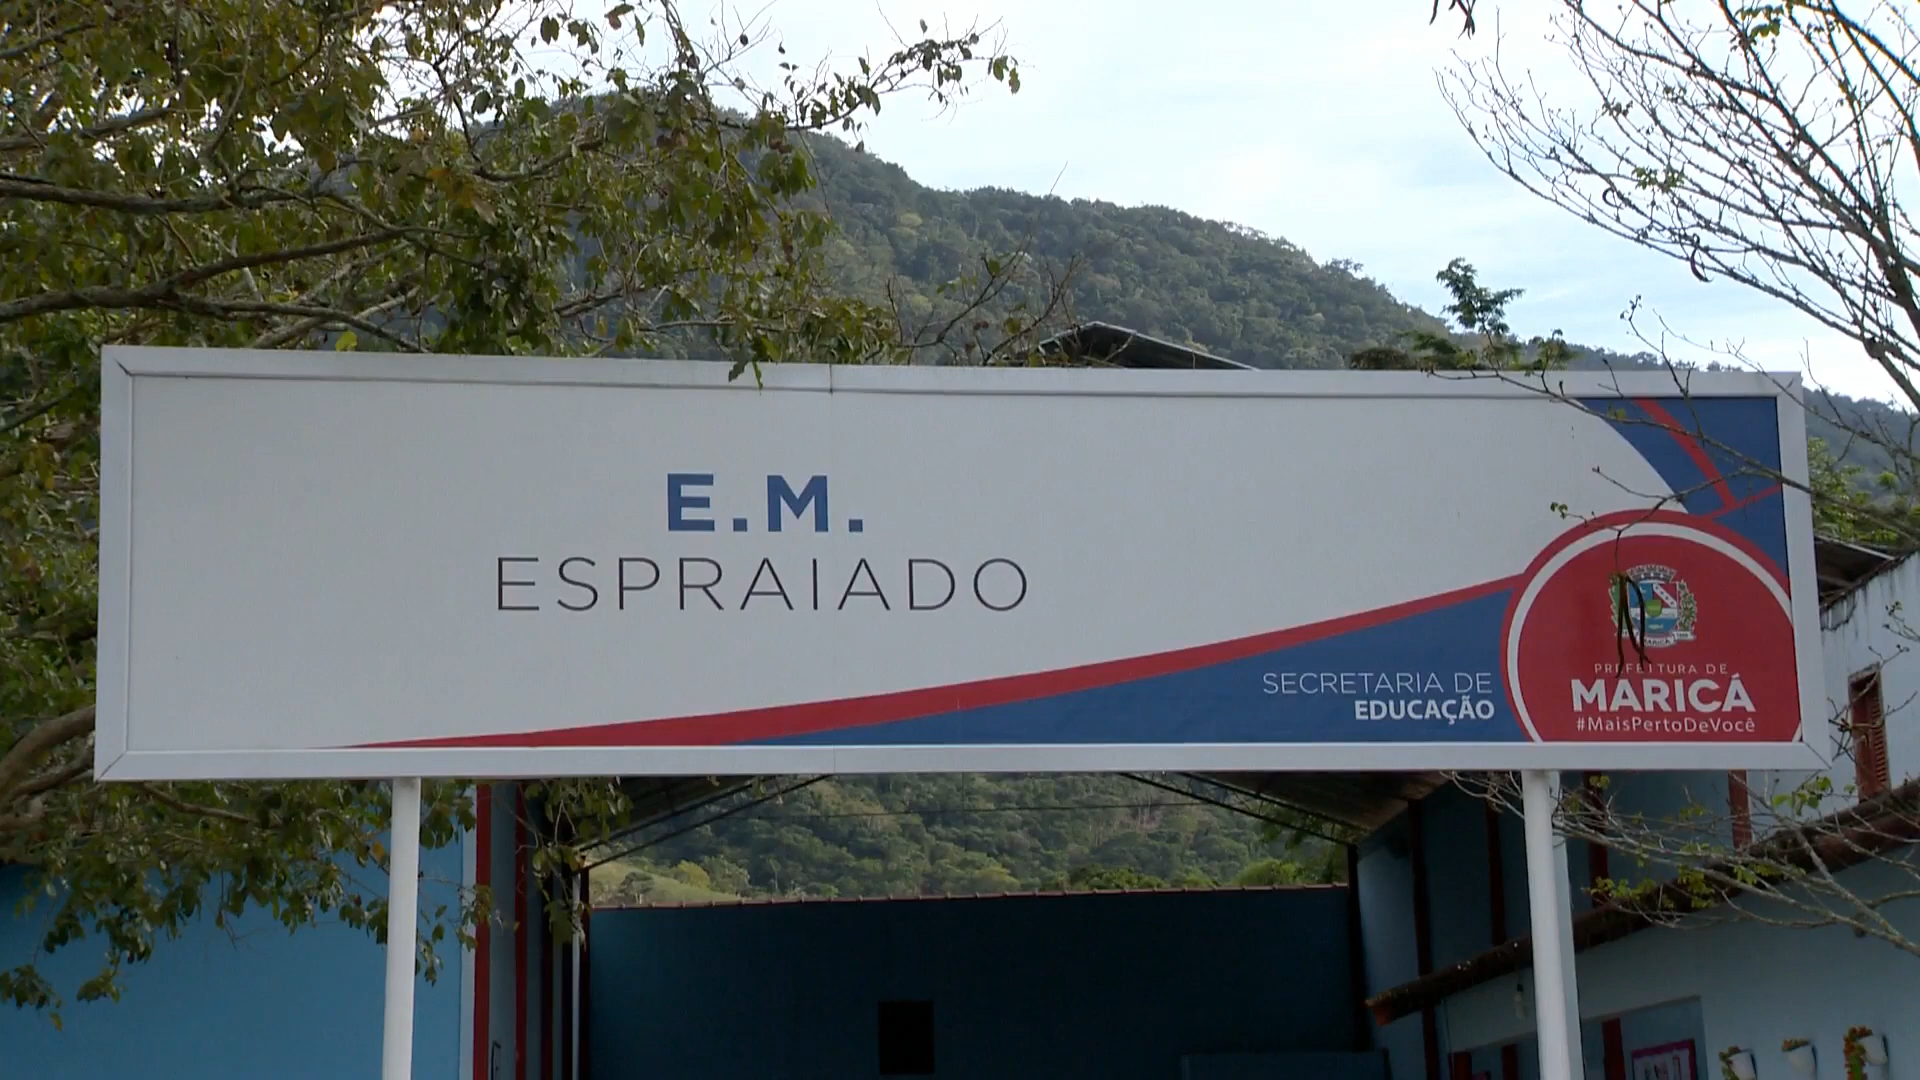 E.M.
ESPRAIADO
SECRETARIA DE
EDUCAÇÃO
PREFEITURA DE
MARICÁ
#MaisPertoDeVocê